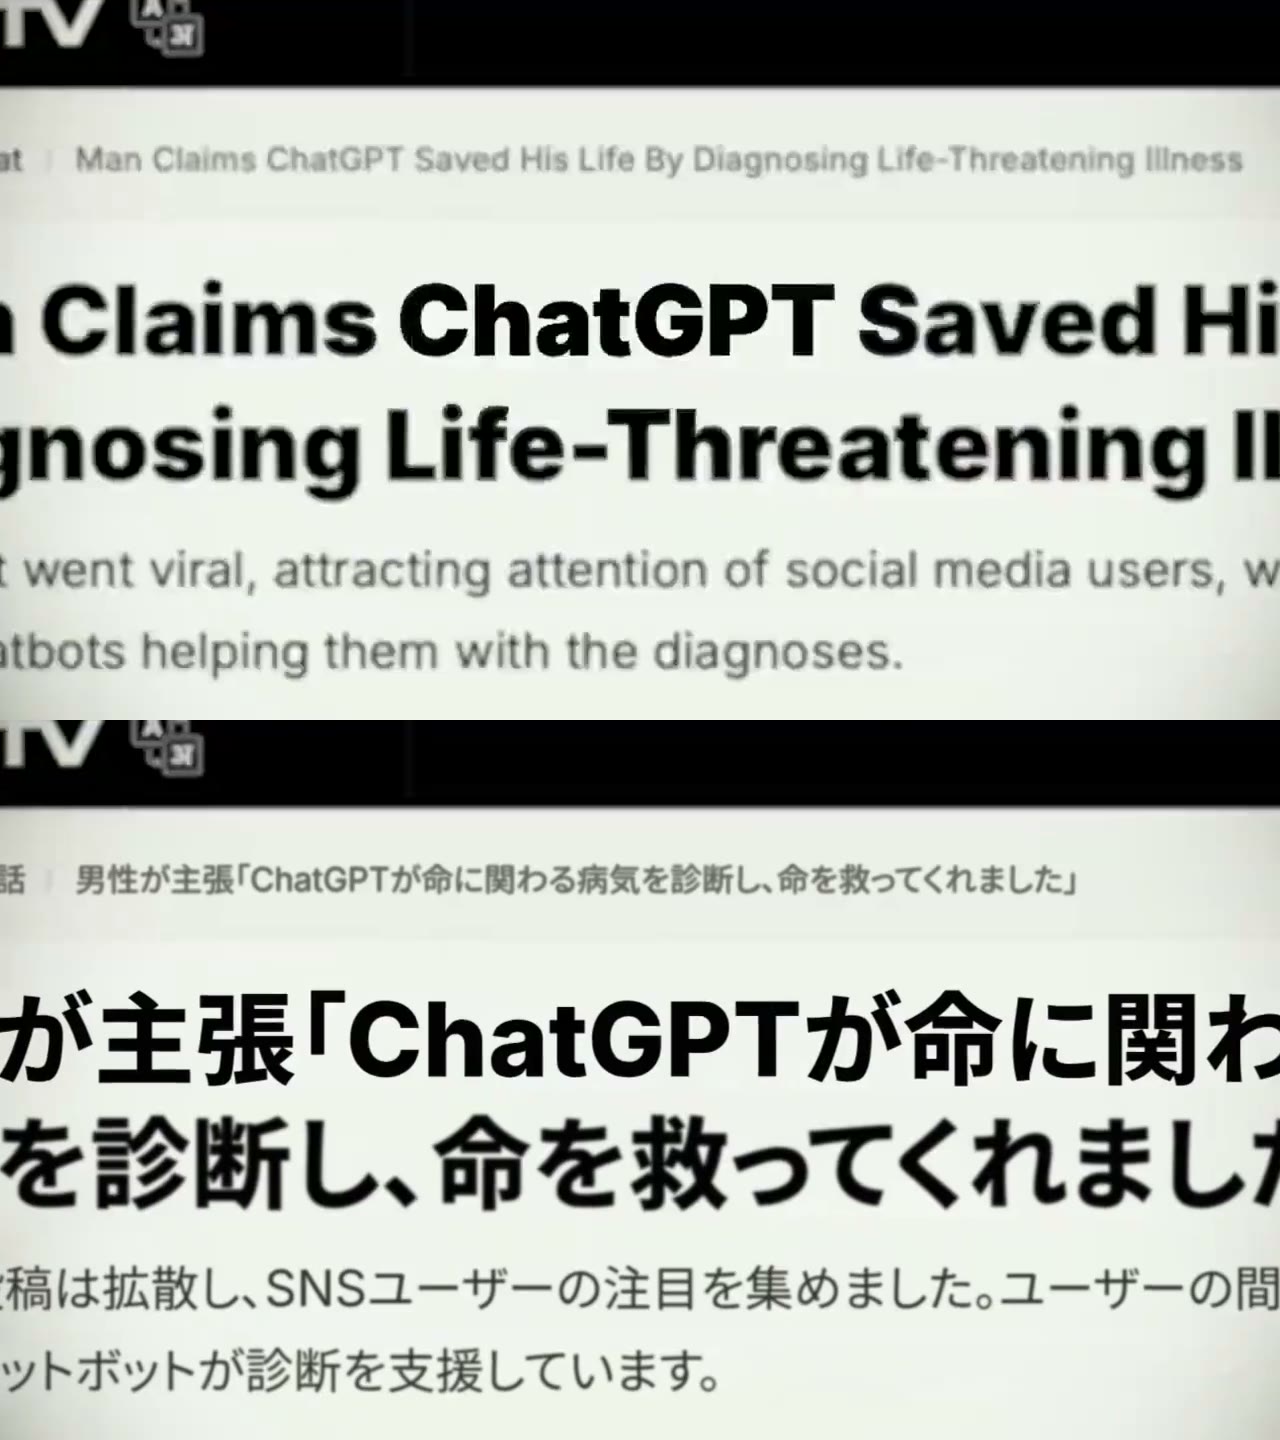 TV
at Man Claims ChatGPT Saved His Life By Diagnosing Life-Threatening Illness
Claims ChatGPT Saved Hi
gnosing Life-Threatening Il
went viral, attracting attention of social media users, w
atbots helping them with the diagnoses.
TV
話 男性が主張「ChatGPTが命に関わる病気を診断し、命を救ってくれました」
が主張「ChatGPTが命に関わ
を診断し、命を救ってくれました
稿は拡散し、SNSユーザーの注目を集めました。ユーザーの間
ットボットが診断を支援しています。